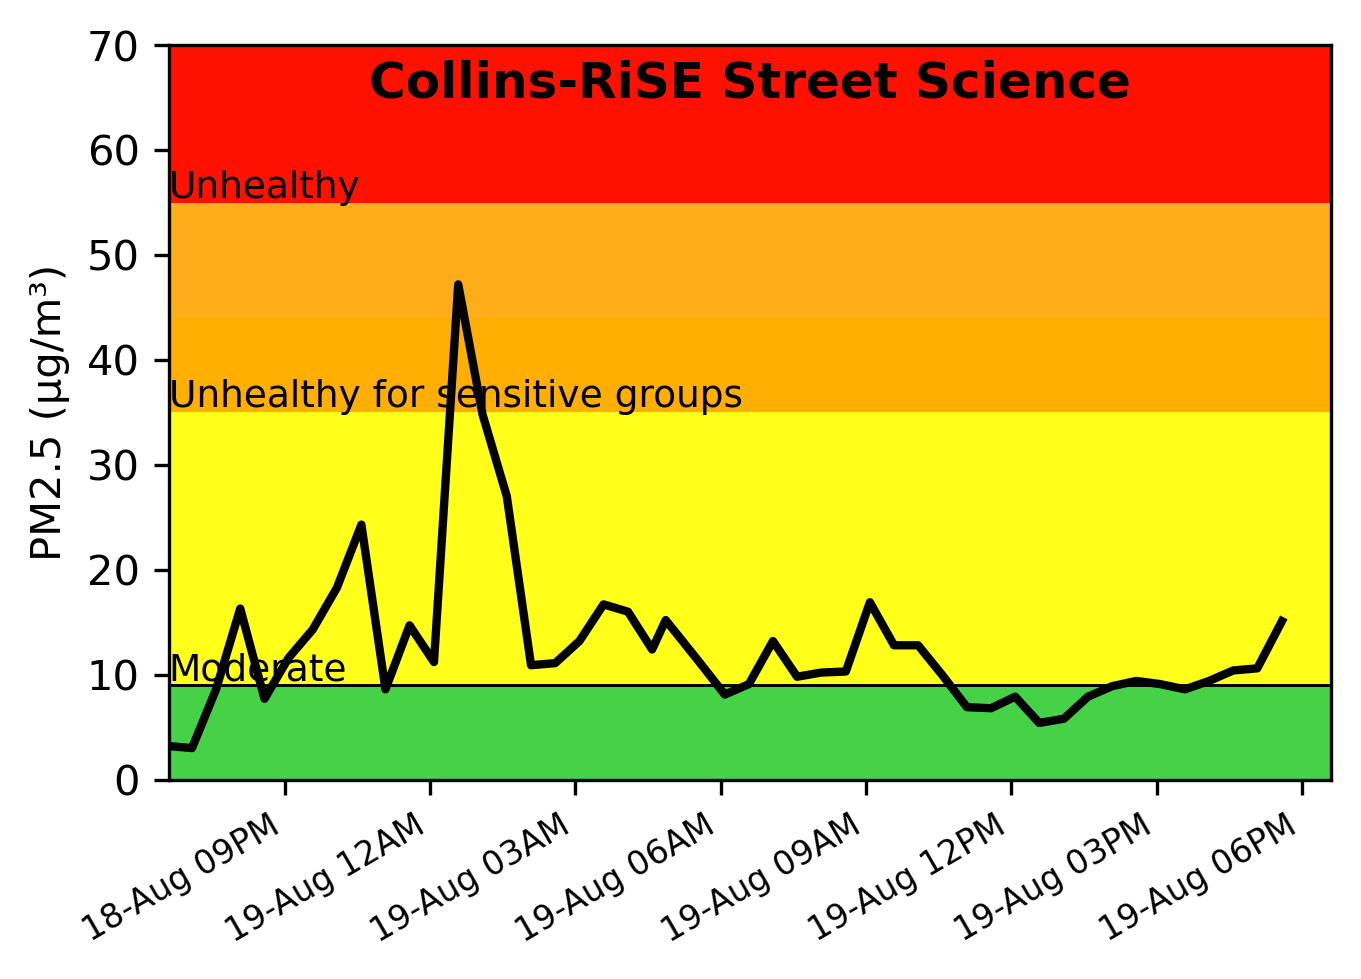 Collins-RiSE Street Science
70
60
Unhealthy
50
40
Unhealthy for sensitive groups
30
20
10
Moderate
0
PM2.5 (μg/m³)
18-Aug 09PM
19-Aug 12AM
19-Aug 03AM
19-Aug 06AM
19-Aug 09AM
19-Aug 12PM
19-Aug 03PM
19-Aug 06PM